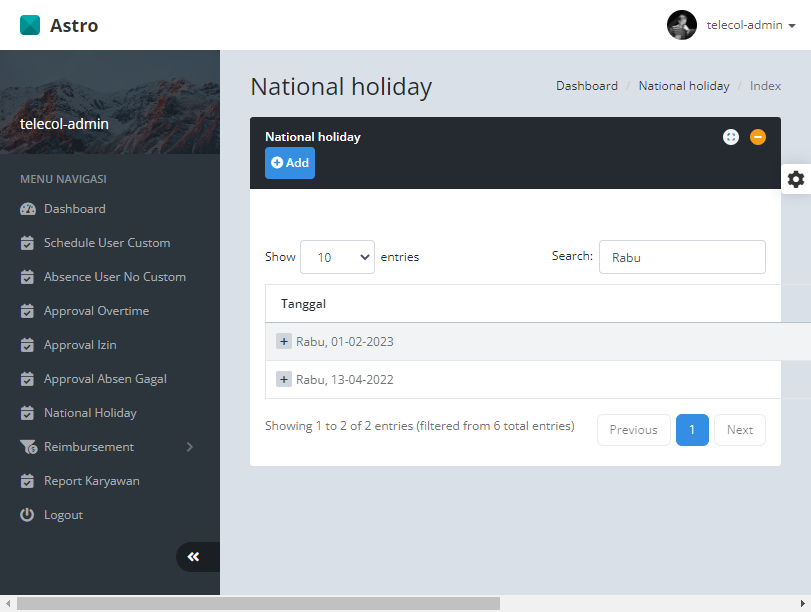 Astro
telecol-admin
telecol-admin
MENU NAVIGASI
Dashboard
Schedule User Custom
Absence User No Custom
Approval Overtime
Approval Izin
Approval Absen Gagal
National Holiday
Reimbursement
Report Karyawan
Logout
National holiday
Dashboard / National holiday / Index
National holiday
Add
Show 10 entries
Search: Rabu
Tanggal
Rabu, 01-02-2023
Rabu, 13-04-2022
Showing 1 to 2 of 2 entries (filtered from 6 total entries)
Previous 1 Next